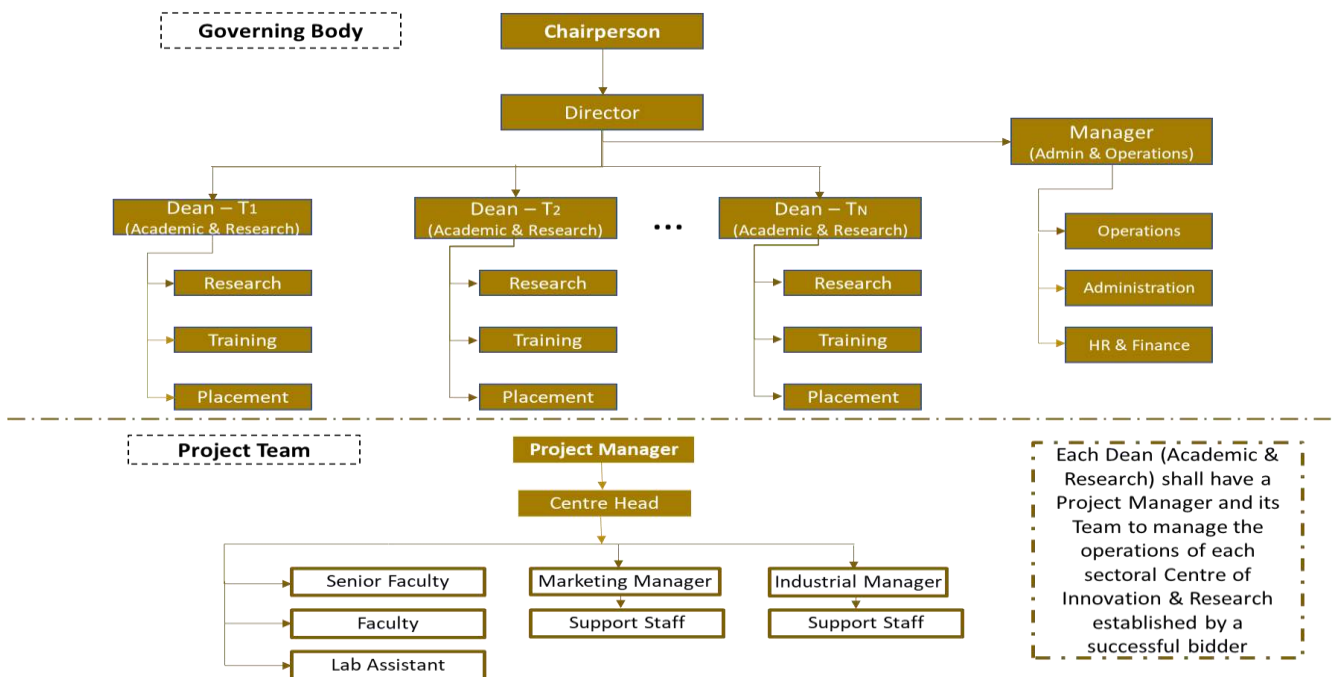 Governing Body
Chairperson
Director
Manager
(Admin & Operations)
Dean – T1
(Academic & Research)
Dean – T2
(Academic & Research)
...
Dean – TN
(Academic & Research)
Operations
Administration
HR & Finance
Research
Training
Placement
Research
Training
Placement
Research
Training
Placement
Project Team
Project Manager
Centre Head
Senior Faculty
Faculty
Lab Assistant
Marketing Manager
Support Staff
Industrial Manager
Support Staff
Each Dean (Academic &
Research) shall have a
Project Manager and its
Team to manage the
operations of each
sectoral Centre of
Innovation & Research
established by a
successful bidder